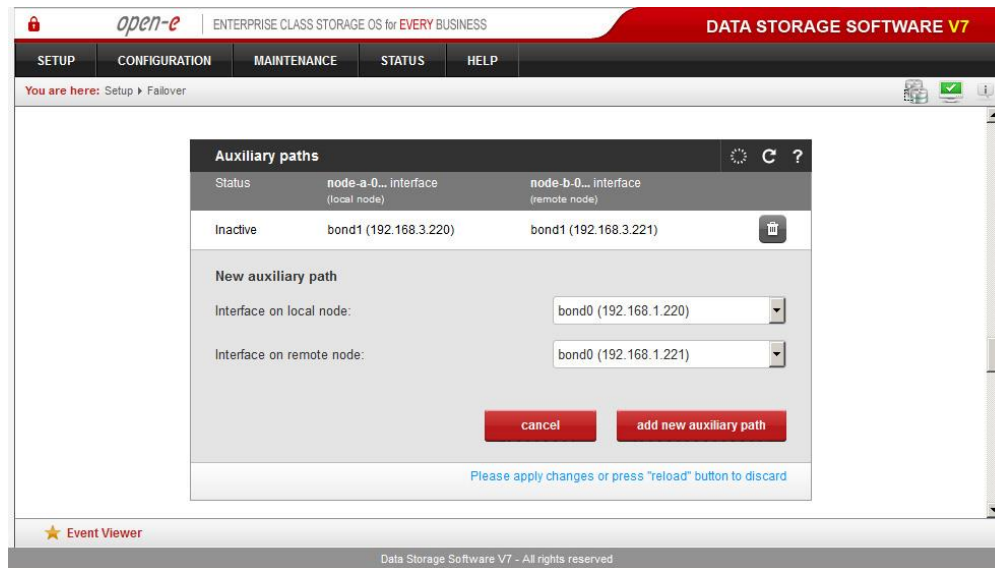 open-e ENTERPRISE CLASS STORAGE OS for EVERY BUSINESS DATA STORAGE SOFTWARE V7
SETUP CONFIGURATION MAINTENANCE STATUS HELP
You are here: Setup Failover
Auxiliary paths ?
Status node-a-0... interface node-b-0... interface
(local node) (remote node)
Inactive bond1 (192.168.3.220) bond1 (192.168.3.221)
New auxiliary path
Interface on local node: bond0 (192.168.1.220)
Interface on remote node: bond0 (192.168.1.221)
cancel add new auxiliary path
Please apply changes or press "reload" button to discard
Event Viewer
Data Storage Software V7 - All rights reserved